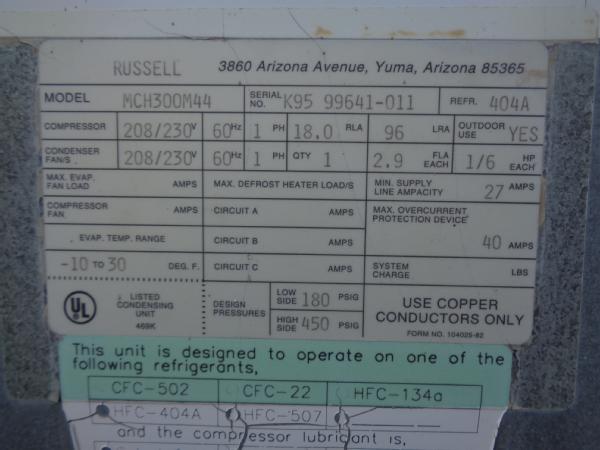 RUSSELL 3860 Arizona Avenue, Yuma, Arizona 85365
MODEL MCH300M44 SERIAL NO. K95 99641-011 REFR. 404A
COMPRESSOR 208/230V 60Hz 1 PH 18.0 RLA 96 LRA OUTDOOR USE YES
CONDENSER FAN/S 208/230V 60Hz 1 PH QTY 1 2.9 FLA EACH 1/6 HP EACH
MAX. EVAP. FAN LOAD AMPS MAX. DEFROST HEATER LOAD/S MIN. SUPPLY LINE AMPACITY 27 AMPS
COMPRESSOR FAN AMPS CIRCUIT A AMPS MAX. OVERCURRENT PROTECTION DEVICE
EVAP. TEMP. RANGE CIRCUIT B AMPS 40 AMPS
-10 TO 30 DEG. F. CIRCUIT C AMPS SYSTEM CHARGE LBS
UL LISTED CONDENSING UNIT 469K DESIGN PRESSURES LOW SIDE 180 PSIG
HIGH SIDE 450 PSIG
USE COPPER
CONDUCTORS ONLY
FORM NO. 104025-82
This unit is designed to operate on one of the
following refrigerants,
CFC-502 CFC-22 HFC-134a
HFC-404A HFC-507
and the compressor lubricant is,